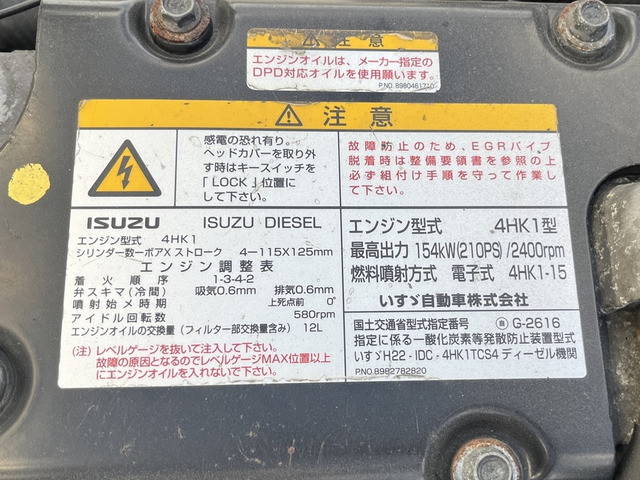 ⚠ 注意
エンジンオイルは、メーカー指定の
DPD対応オイルを使用願います。
P.NO. 8980461710
⚠ 注意
感電の恐れ有り。
ヘッドカバーを取り外
す時はキースイッチを
「LOCK」位置に
して下さい。
故障防止のため、EGRパイプ
脱着時は整備要領書を参照の上
必ず組付け手順を守って作業し
て下さい。
ISUZU ISUZU DIESEL
エンジン型式 4HK1
シリンダー数ーボアX ストローク 4-115X125mm
エンジン調整表
着火順序 1-3-4-2
弁スキマ(冷間) 吸気0.6mm 排気0.6mm
噴射始メ時期 上死点前 0°
アイドル回転数 580rpm
エンジンオイルの交換量(フィルター部交換含み) 12L
(注)レベルゲージを抜いて注入して下さい。
故障の原因となるのでレベルゲージMAX位置以上
にエンジンオイルを入れないで下さい。
エンジン型式 4HK1型
最高出力 154kW(210PS)/2400rpm
燃料噴射方式 電子式 4HK1-15
いすゞ自動車株式会社
国土交通省型式指定番号 G-2616
指定に係る一酸化炭素等発散防止装置型式
いすゞH22-IDC-4HK1TCS4ディーゼル機関
P.NO.8982782820